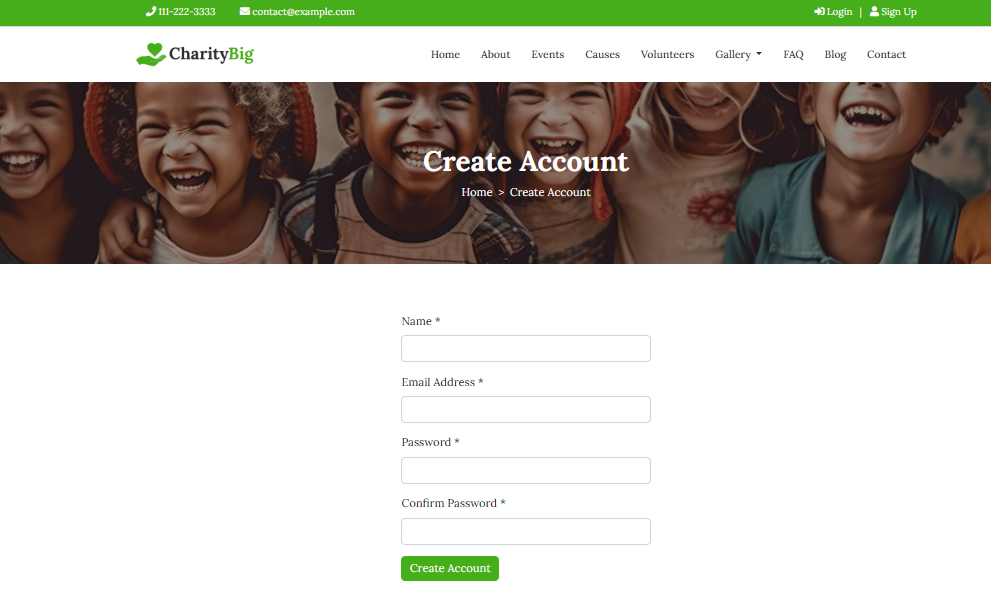 111-222-3333 contact@example.com Login | Sign Up
CharityBig Home About Events Causes Volunteers Gallery FAQ Blog Contact
Create Account
Home > Create Account
Name *
Email Address *
Password *
Confirm Password *
Create Account